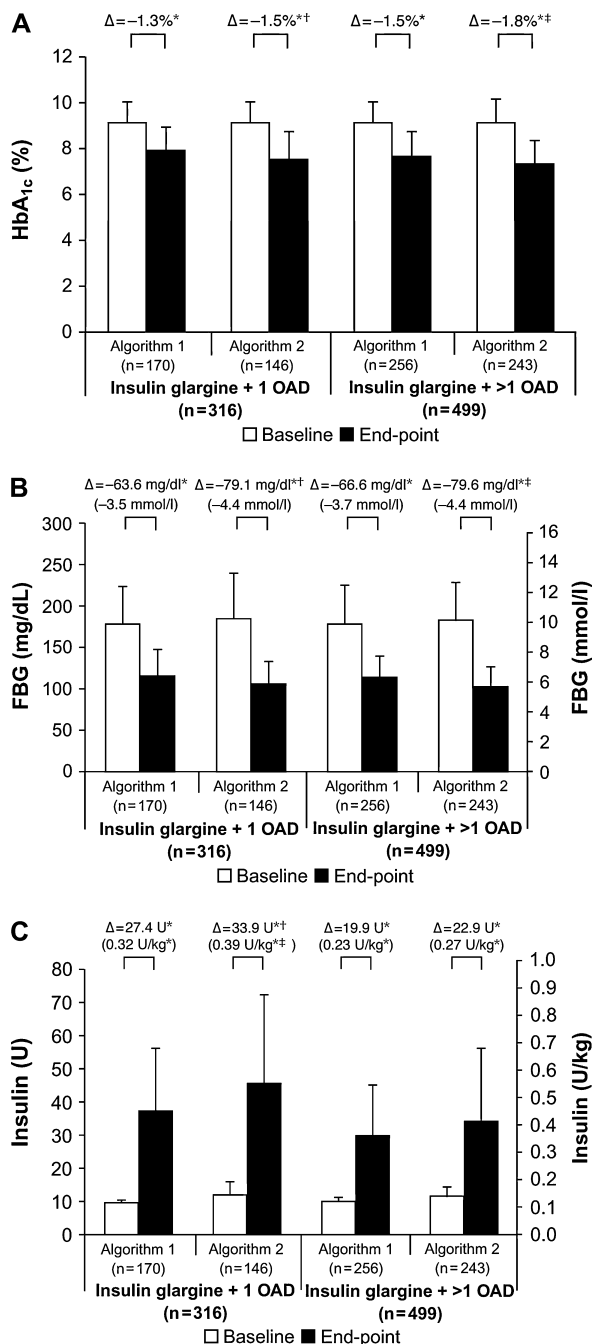 A
Δ=–1.3%*
Δ=–1.5%*†
Δ=–1.5%*
Δ=–1.8%*‡
HbA1c (%)
12
10
8
6
4
2
0
Algorithm 1
(n=170)
Algorithm 2
(n=146)
Algorithm 1
(n=256)
Algorithm 2
(n=243)
Insulin glargine + 1 OAD
(n=316)
Insulin glargine + >1 OAD
(n=499)
Baseline
End-point
B
Δ=–63.6 mg/dl*
(–3.5 mmol/l)
Δ=–79.1 mg/dl*†
(–4.4 mmol/l)
Δ=–66.6 mg/dl*
(–3.7 mmol/l)
Δ=–79.6 mg/dl*‡
(–4.4 mmol/l)
FBG (mg/dL)
300
250
200
150
100
50
0
16
14
12
10
8
6
4
2
0
FBG (mmol/l)
Algorithm 1
(n=170)
Algorithm 2
(n=146)
Algorithm 1
(n=256)
Algorithm 2
(n=243)
Insulin glargine + 1 OAD
(n=316)
Insulin glargine + >1 OAD
(n=499)
Baseline
End-point
C
Δ=27.4 U*
(0.32 U/kg*)
Δ=33.9 U*†
(0.39 U/kg*‡ )
Δ=19.9 U*
(0.23 U/kg*)
Δ=22.9 U*
(0.27 U/kg*)
Insulin (U)
80
70
60
50
40
30
20
10
0
1.0
0.9
0.8
0.7
0.6
0.5
0.4
0.3
0.2
0.1
0.0
Insulin (U/kg)
Algorithm 1
(n=170)
Algorithm 2
(n=146)
Algorithm 1
(n=256)
Algorithm 2
(n=243)
Insulin glargine + 1 OAD
(n=316)
Insulin glargine + >1 OAD
(n=499)
Baseline
End-point